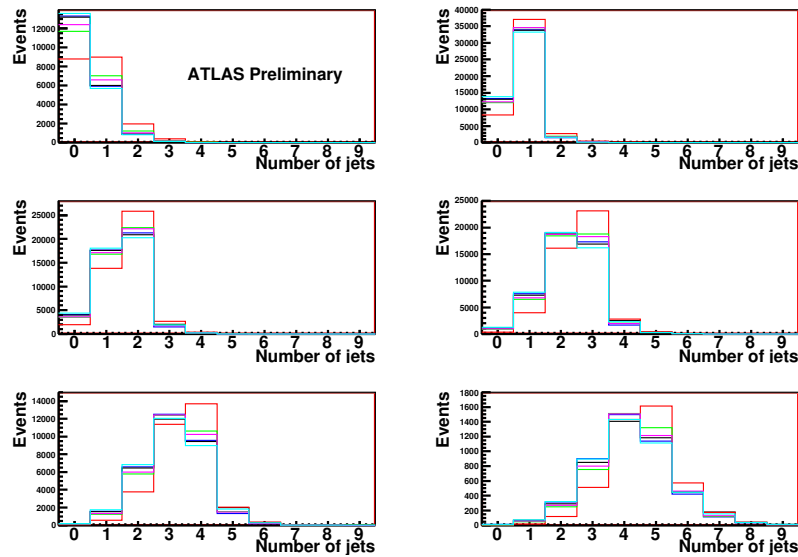 Events
12000
10000
8000
6000
4000
2000
0
ATLAS Preliminary
0 1 2 3 4 5 6 7 8 9
Number of jets
Events
40000
35000
30000
25000
20000
15000
10000
5000
0
0 1 2 3 4 5 6 7 8 9
Number of jets
Events
25000
20000
15000
10000
5000
0
0 1 2 3 4 5 6 7 8 9
Number of jets
Events
25000
20000
15000
10000
5000
0
0 1 2 3 4 5 6 7 8 9
Number of jets
Events
14000
12000
10000
8000
6000
4000
2000
0
0 1 2 3 4 5 6 7 8 9
Number of jets
Events
1800
1600
1400
1200
1000
800
600
400
200
0
0 1 2 3 4 5 6 7 8 9
Number of jets